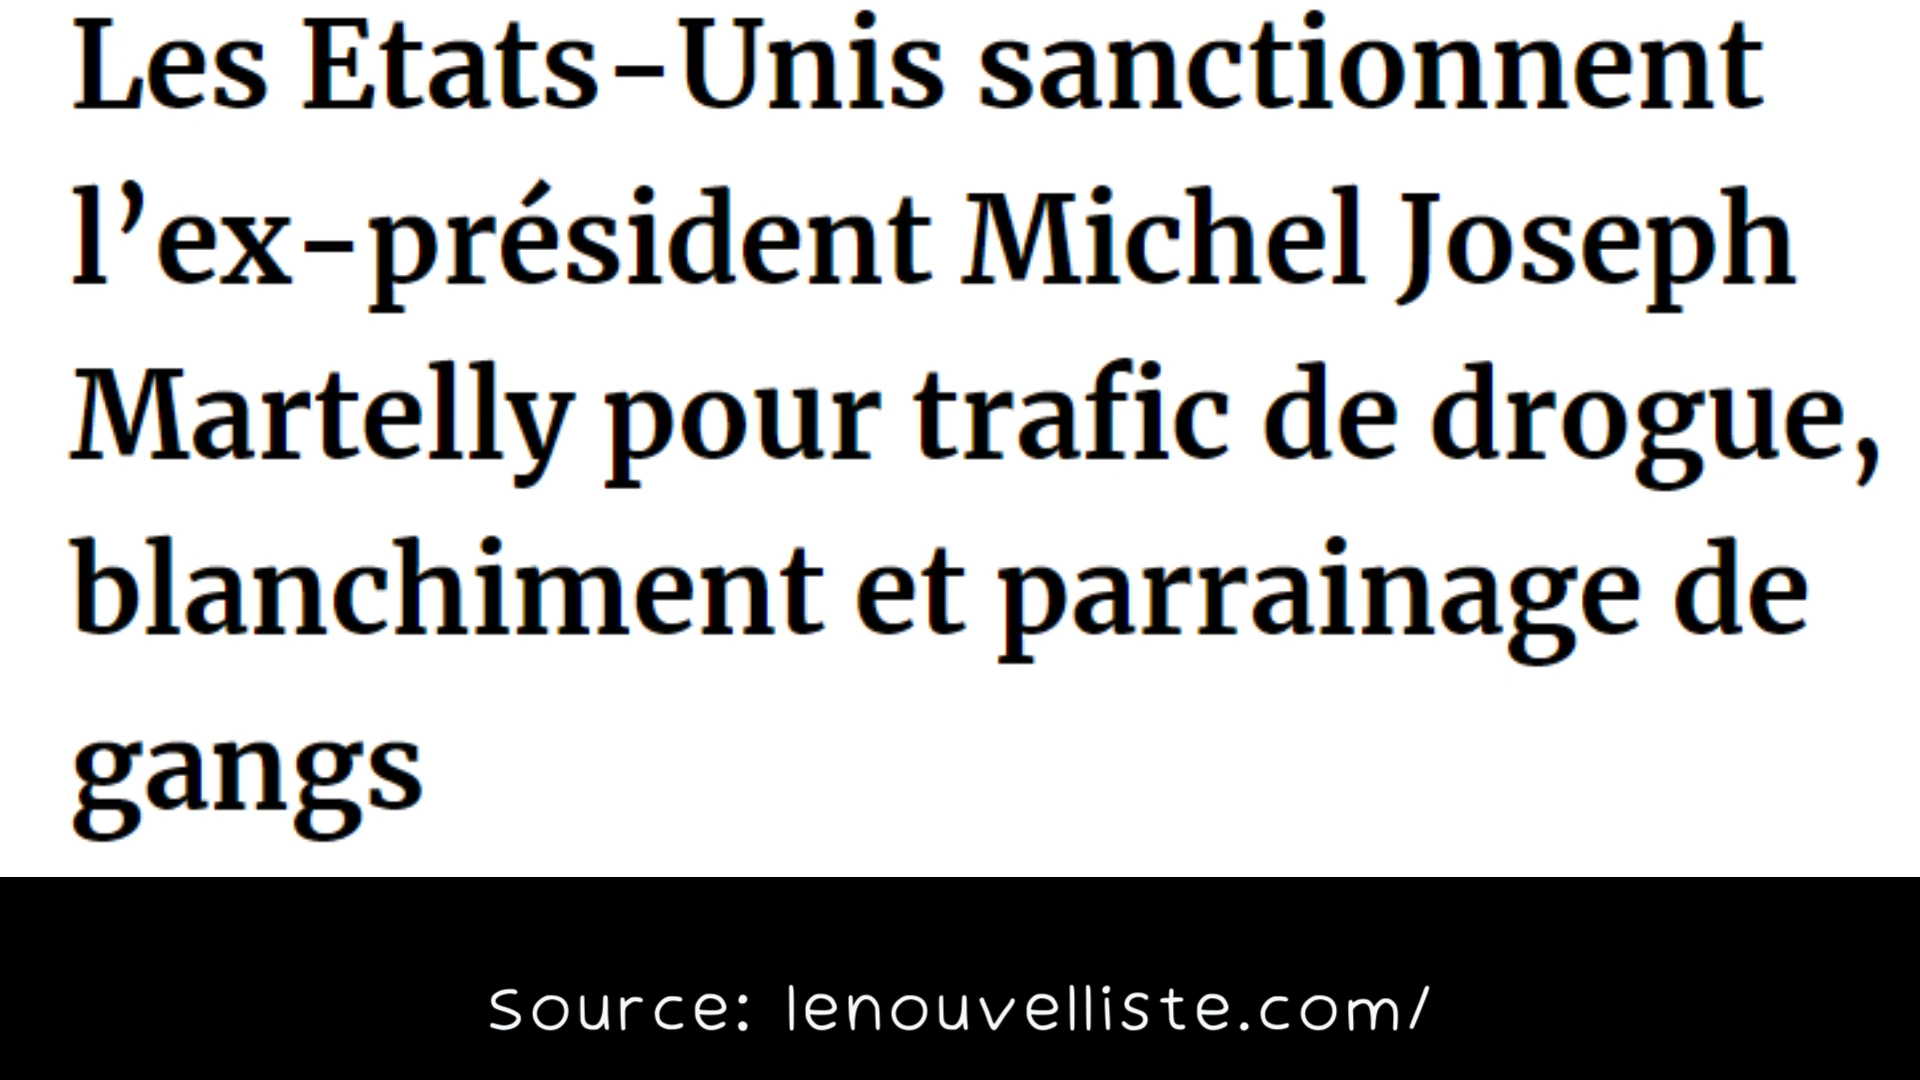 Les Etats-Unis sanctionnent
l’ex-président Michel Joseph
Martelly pour trafic de drogue,
blanchiment et parrainage de
gangs
Source: lenouvelliste.com/